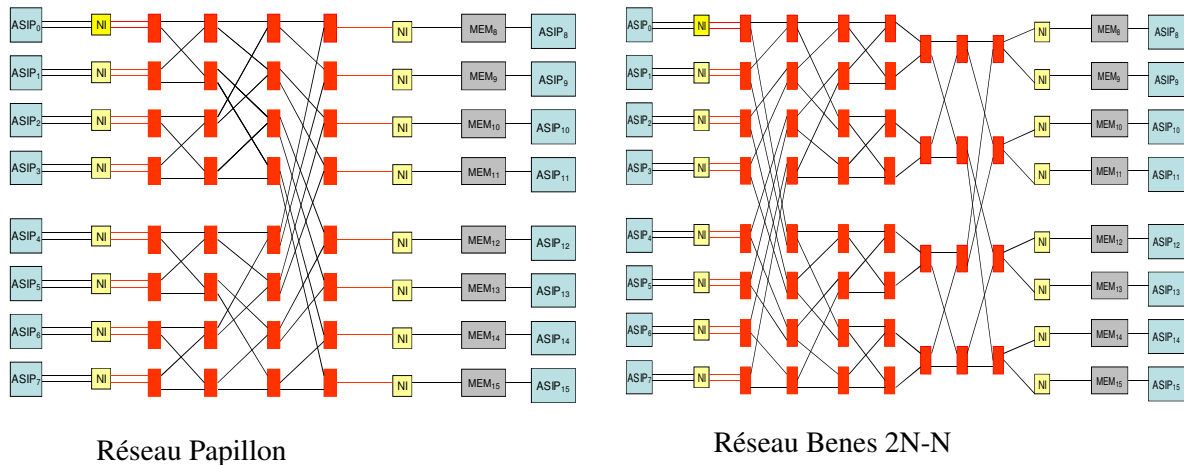 ASIP₀ NI NI MEM₈ ASIP₈ ASIP₀ NI NI MEM₈ ASIP₈
ASIP₁ NI NI MEM₉ ASIP₉ ASIP₁ NI NI MEM₉ ASIP₉
ASIP₂ NI NI MEM₁₀ ASIP₁₀ ASIP₂ NI NI MEM₁₀ ASIP₁₀
ASIP₃ NI NI MEM₁₁ ASIP₁₁ ASIP₃ NI NI MEM₁₁ ASIP₁₁
ASIP₄ NI NI MEM₁₂ ASIP₁₂ ASIP₄ NI NI MEM₁₂ ASIP₁₂
ASIP₅ NI NI MEM₁₃ ASIP₁₃ ASIP₅ NI NI MEM₁₃ ASIP₁₃
ASIP₆ NI NI MEM₁₄ ASIP₁₄ ASIP₆ NI NI MEM₁₄ ASIP₁₄
ASIP₇ NI NI MEM₁₅ ASIP₁₅ ASIP₇ NI NI MEM₁₅ ASIP₁₅
Réseau Papillon Réseau Benes 2N-N